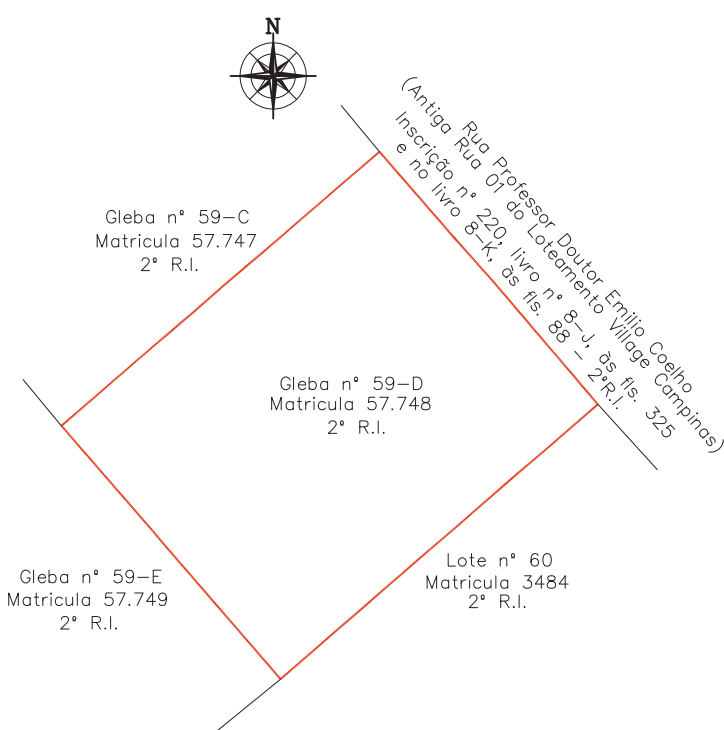 N
Rua Professor Doutor Emilio Coelho
(Antiga Rua 01 do Loteamento Village Campinas)
Inscrição nº 220, livro nº 8-J, às fls. 325
e no livro 8-K, às fls. 88 - 2ºR.I.
Gleba nº 59-C
Matricula 57.747
2º R.I.
Gleba nº 59-D
Matricula 57.748
2º R.I.
Gleba nº 59-E
Matricula 57.749
2º R.I.
Lote nº 60
Matricula 3484
2º R.I.